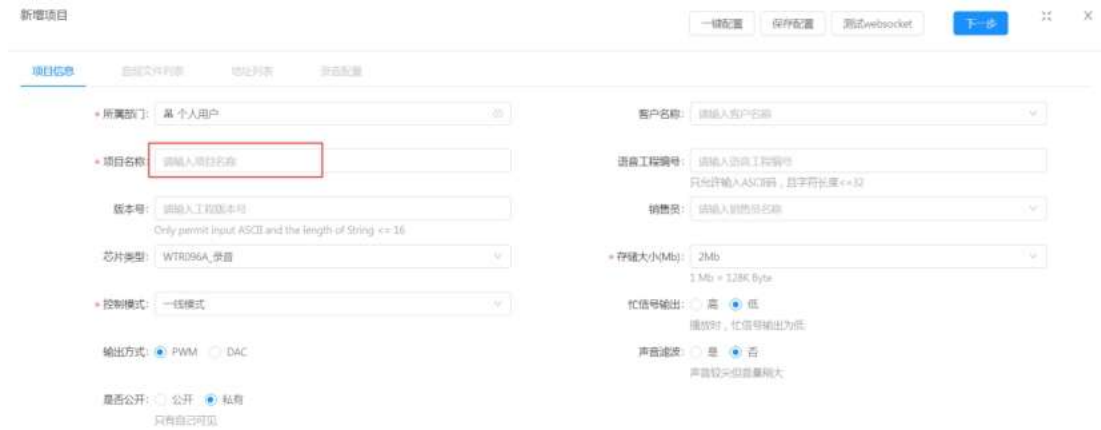 新增项目
一键配置 保存配置 测试websocket 下一步
项目信息 音频文件列表 地址列表 录音配置
* 所属部门: 个人用户 客户名称: 请输入客户名称
* 项目名称: 请输入项目名称 语音工程编号: 请输入语音工程编号
只允许输入ASCII码，且字符长度<=32
版本号: 请输入工程版本号 销售员: 请输入销售员名称
Only permit input ASCII and the length of String <= 16
芯片类型: WTR096A_录音 * 存储大小(Mb): 2Mb
1 Mb = 128K Byte
* 控制模式: 一线模式 忙信号输出: 高 低
播放时，忙信号输出为低
输出方式: PWM DAC 声音滤波: 是 否
声音较尖但音量稍大
是否公开: 公开 私有
只有自己可见